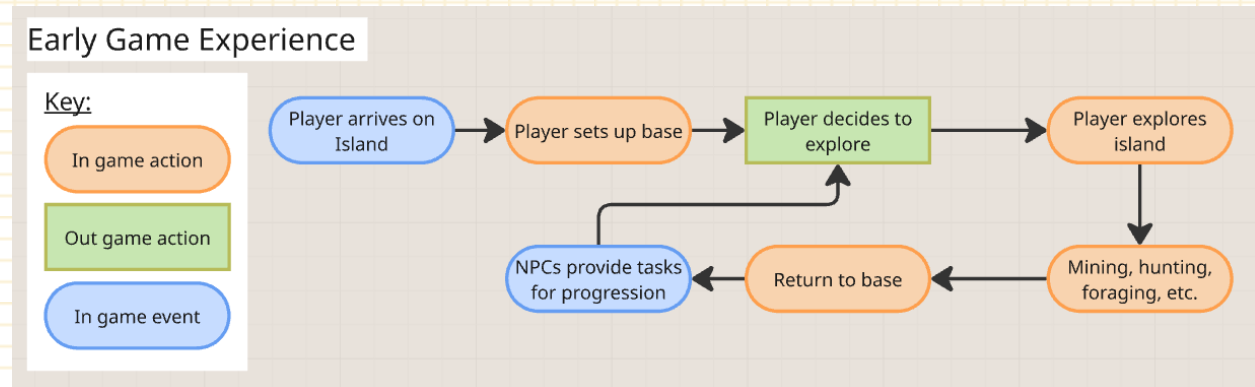 Early Game Experience
Key:
In game action
Out game action
In game event
Player arrives on
Island
Player sets up base
Player decides to
explore
Player explores
island
Mining, hunting,
foraging, etc.
Return to base
NPCs provide tasks
for progression